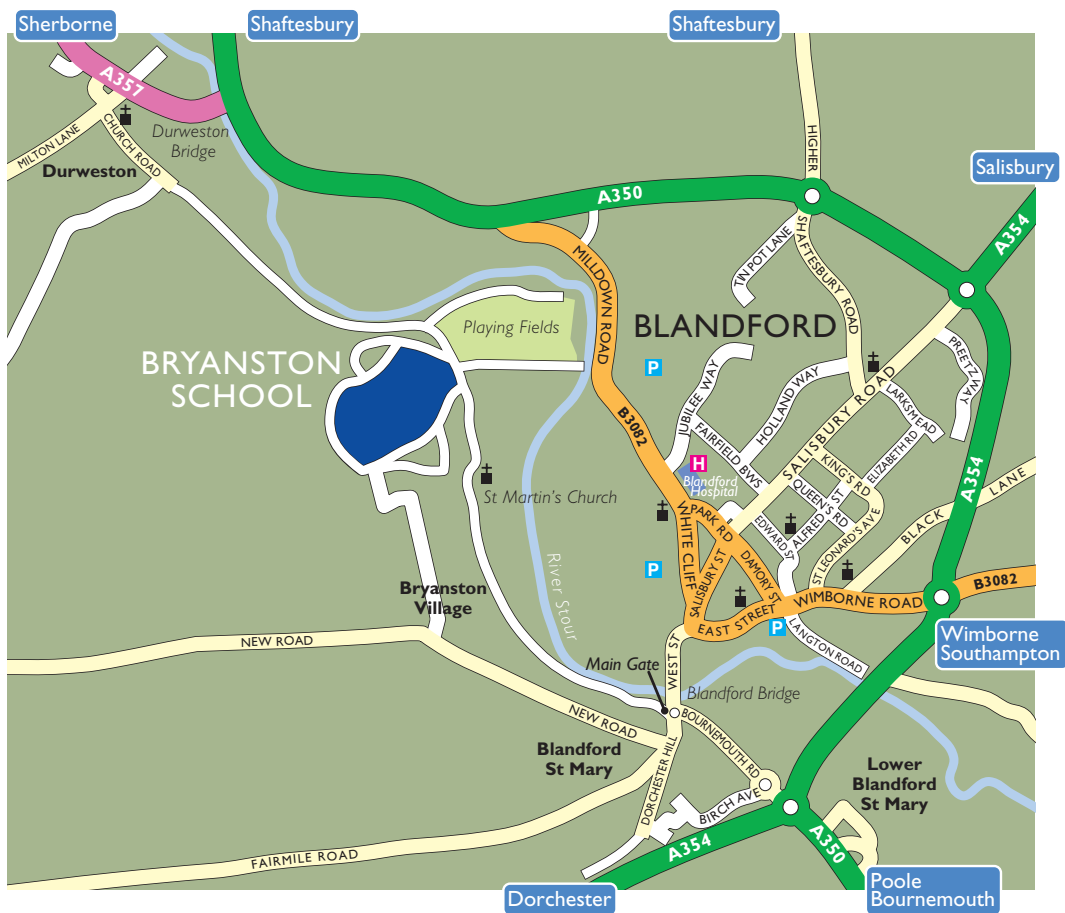 Sherborne
Shaftesbury
Shaftesbury
A357
Durweston
Bridge
MILTON LANE
CHURCH ROAD
Durweston
HIGHER
SHAFTESBURY ROAD
Salisbury
A350
A354
TIN POT LANE
MILLDOWN ROAD
Playing Fields
BLANDFORD
BRYANSTON
SCHOOL
P
JUBILEE WAY
HOLLAND WAY
PREETZ WAY
LARKSMEAD
SALISBURY ROAD
B3082
FAIRFIELD BWS
ELIZABETH RD
KING'S RD
H
Blandford
Hospital
QUEEN'S RD
A354
BLACK LANE
St Martin's Church
WHITE CLIFF
PARK RD
EDWARD ST
ALFRED ST
ST LEONARD'S AVE
River Stour
P
SALISBURY ST
DAMORY ST
B3082
Bryanston
Village
EAST STREET
WIMBORNE ROAD
P
NEW ROAD
WEST ST
LANGTON ROAD
Wimborne
Southampton
Main Gate
Blandford Bridge
NEW ROAD
BOURNEMOUTH RD
Blandford
St Mary
DORCHESTER HILL
Lower
Blandford
St Mary
BIRCH AVE
FAIRMILE ROAD
A354
A350
Dorchester
Poole
Bournemouth